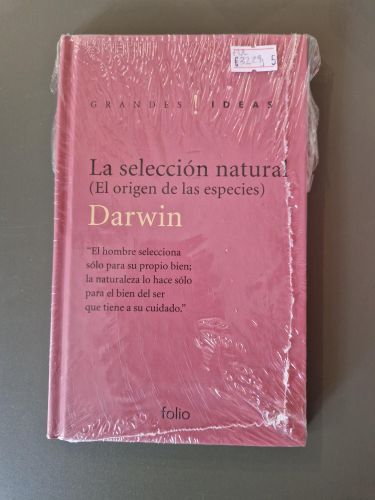 GRANDES ! IDEAS
La selección natural
(El origen de las especies)
Darwin
“El hombre selecciona
sólo para su propio bien;
la naturaleza lo hace sólo
para el bien del ser
que tiene a su cuidado.”
folio